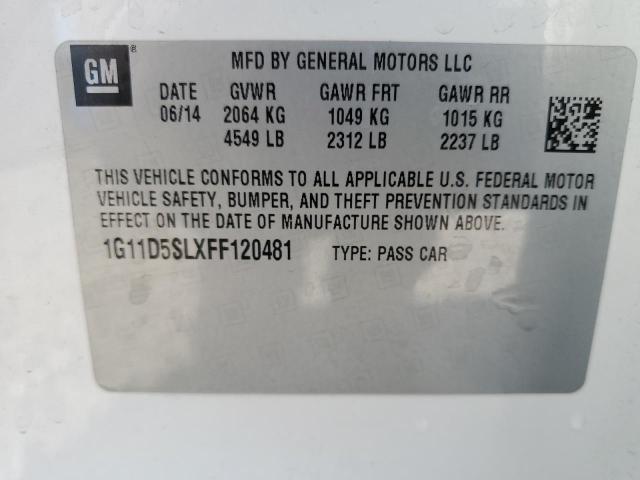 GM
®
MFD BY GENERAL MOTORS LLC
DATE GVWR GAWR FRT GAWR RR
06/14 2064 KG 1049 KG 1015 KG
4549 LB 2312 LB 2237 LB
THIS VEHICLE CONFORMS TO ALL APPLICABLE U.S. FEDERAL MOTOR
VEHICLE SAFETY, BUMPER, AND THEFT PREVENTION STANDARDS IN
EFFECT ON THE DATE OF MANUFACTURE SHOWN ABOVE.
1G11D5SLXFF120481 TYPE: PASS CAR